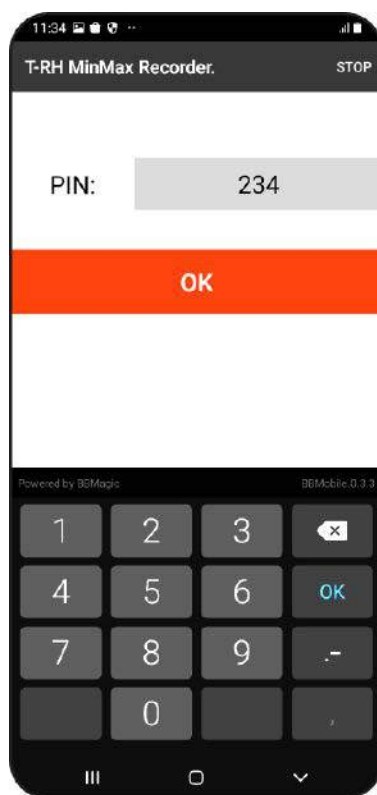 11:34
T-RH MinMax Recorder. STOP
PIN: 234
OK
Powered by BBMagic BBMobile.0.3.3
1 2 3
4 5 6 OK
7 8 9 .-
0 ,